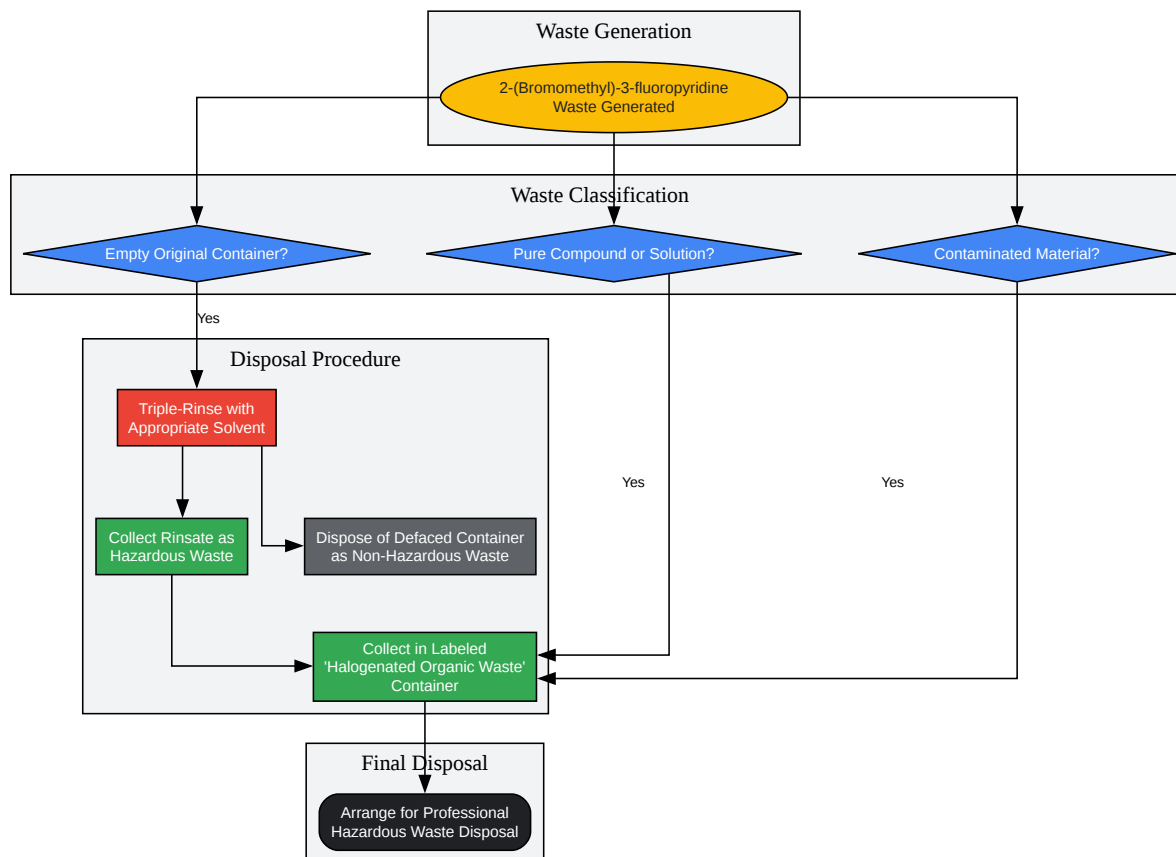 Waste Generation
2-(Bromomethyl)-3-fluoropyridine
Waste Generated
Waste Classification
Empty Original Container?
Pure Compound or Solution?
Contaminated Material?
Yes
Disposal Procedure
Triple-Rinse with
Appropriate Solvent
Yes
Yes
Collect Rinsate as
Hazardous Waste
Dispose of Defaced Container
as Non-Hazardous Waste
Collect in Labeled
'Halogenated Organic Waste'
Container
Final Disposal
Arrange for Professional
Hazardous Waste Disposal